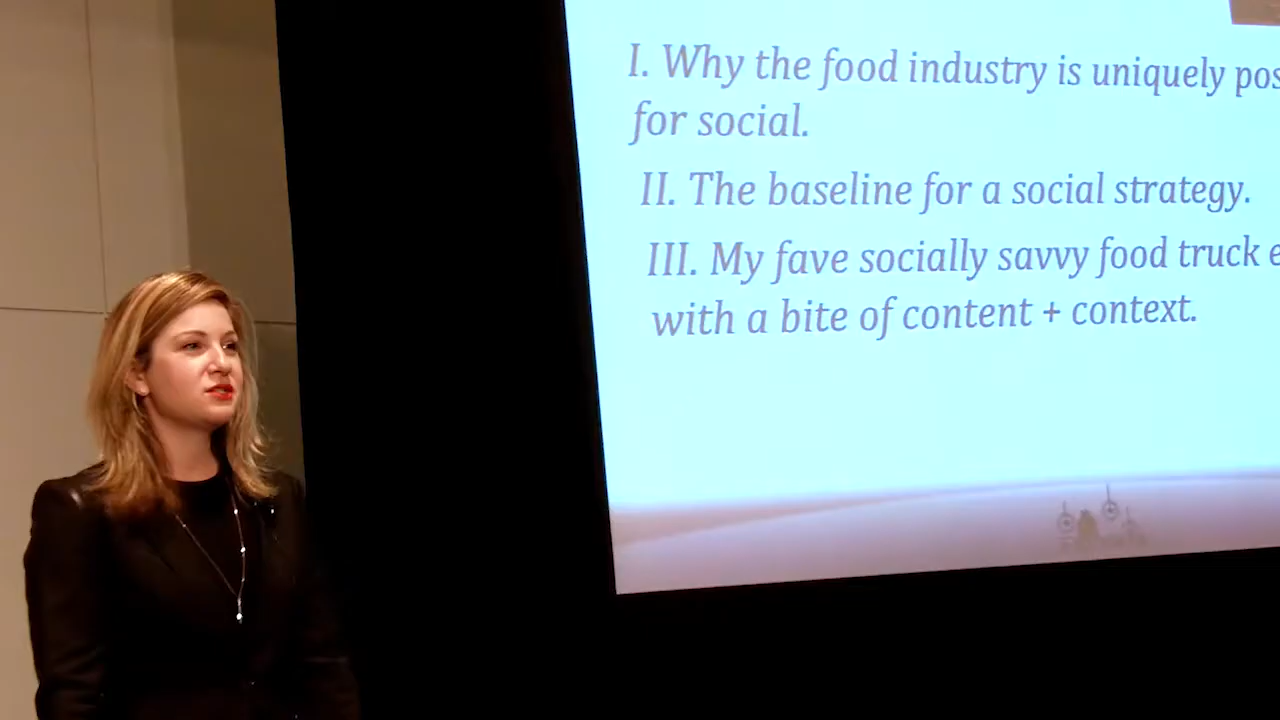 I. Why the food industry is uniquely
for social.
II. The baseline for a social strategy.
III. My fave socially savvy food truck
with a bite of content + context.